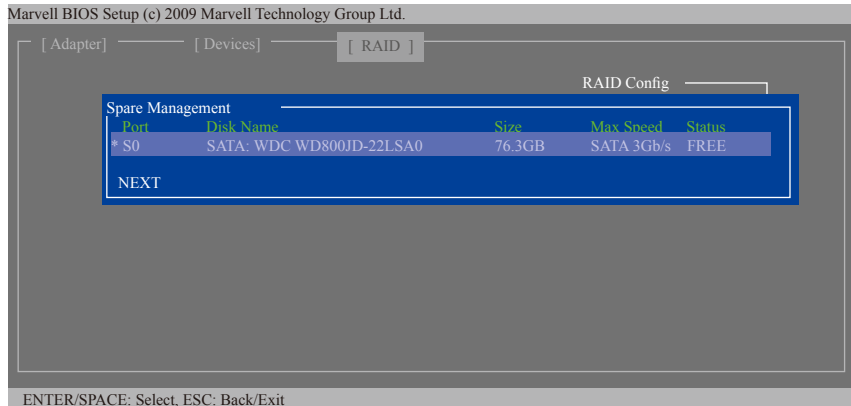 Marvell BIOS Setup (c) 2009 Marvell Technology Group Ltd.
[ Adapter] [ Devices] [ RAID ]
RAID Config
Spare Management
Port Disk Name Size Max Speed Status
* S0 SATA: WDC WD800JD-22LSA0 76.3GB SATA 3Gb/s FREE
NEXT
ENTER/SPACE: Select, ESC: Back/Exit